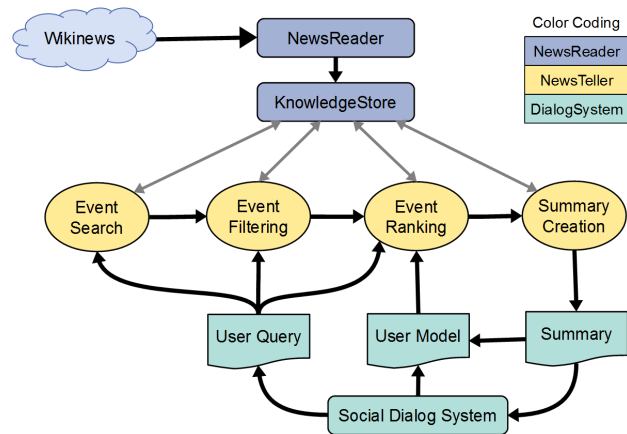 Wikinews
NewsReader
Color Coding
NewsReader
NewsTeller
DialogSystem
KnowledgeStore
Event
Search
Event
Filtering
Event
Ranking
Summary
Creation
User Query
User Model
Summary
Social Dialog System